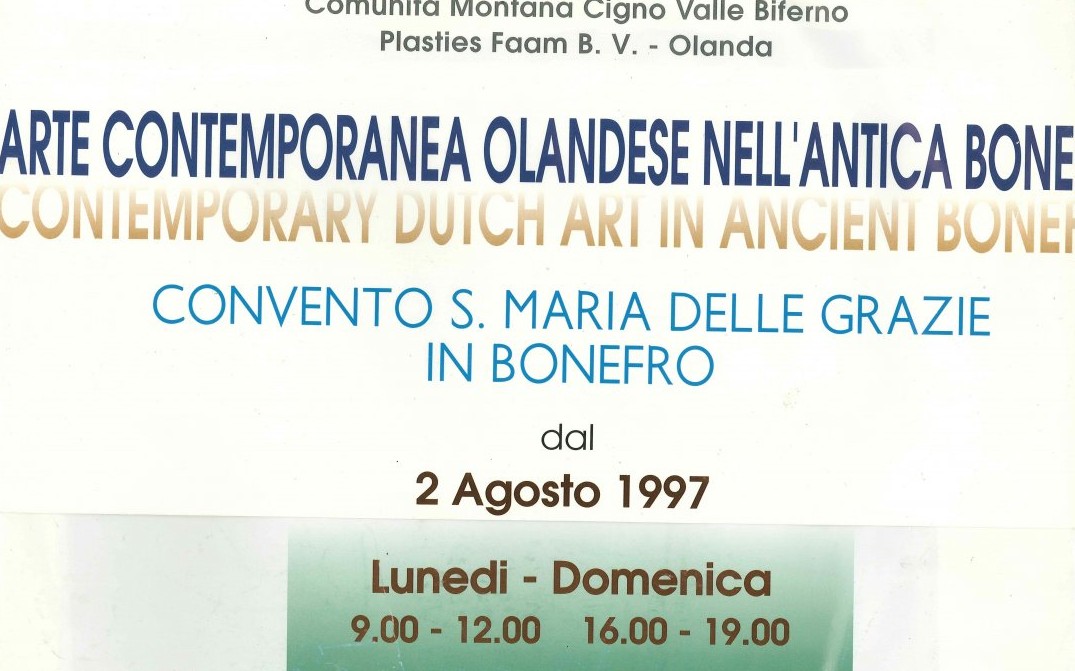 Comunità Montana Cigno Valle Biferno
Plasties Faam B. V. - Olanda
ARTE CONTEMPORANEA OLANDESE NELL'ANTICA BONE
CONTEMPORARY DUTCH ART IN ANCIENT BONEF
CONVENTO S. MARIA DELLE GRAZIE
IN BONEFRO
dal
2 Agosto 1997
Lunedi - Domenica
9.00 - 12.00 16.00 - 19.00